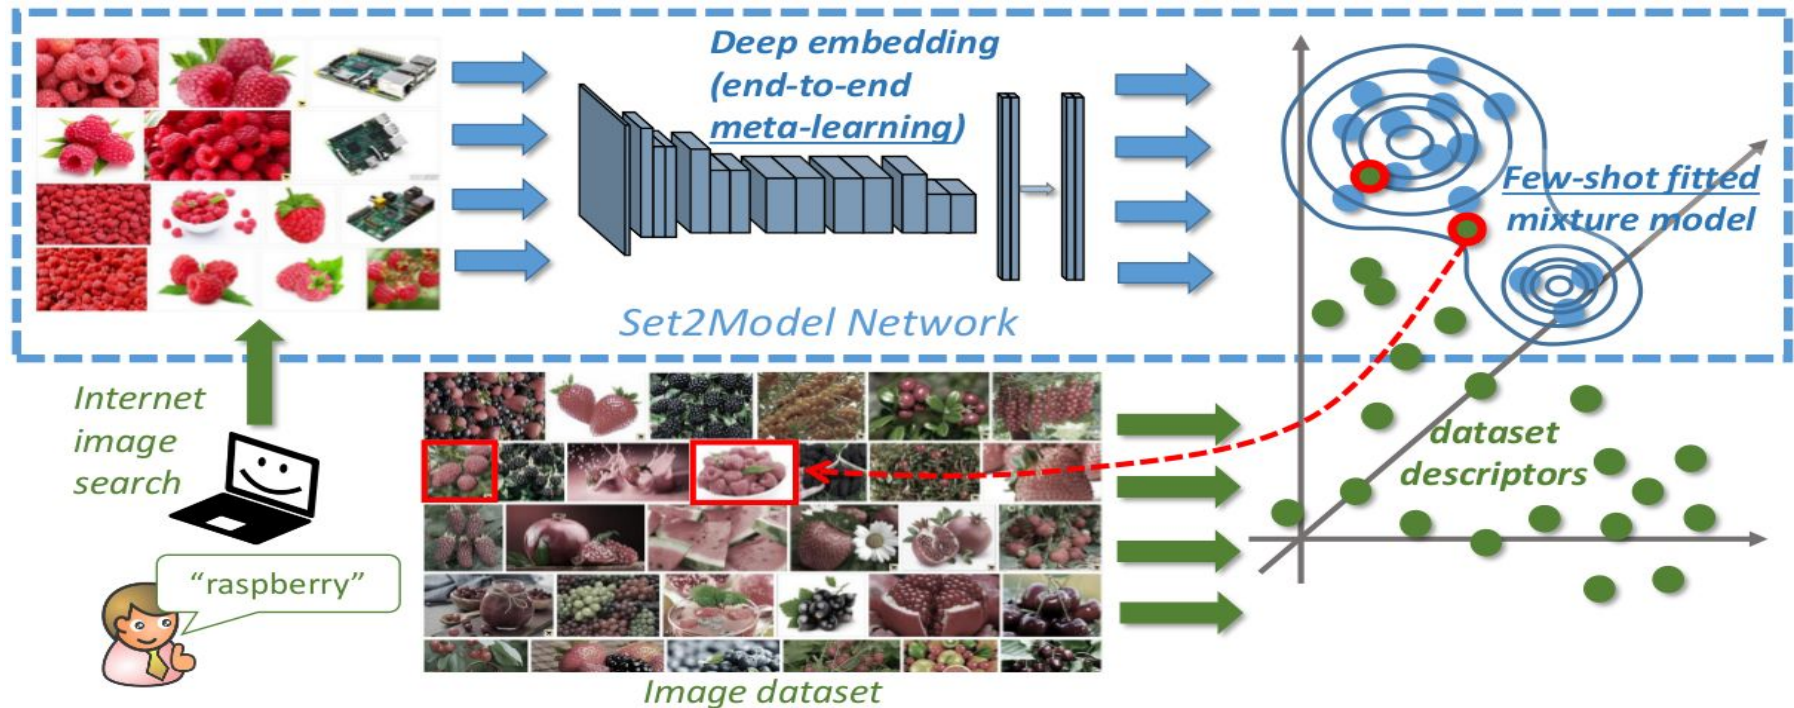 Deep embedding
(end-to-end
meta-learning)
Few-shot fitted
mixture model
Set2Model Network
Internet
image
search
dataset
descriptors
“raspberry”
Image dataset